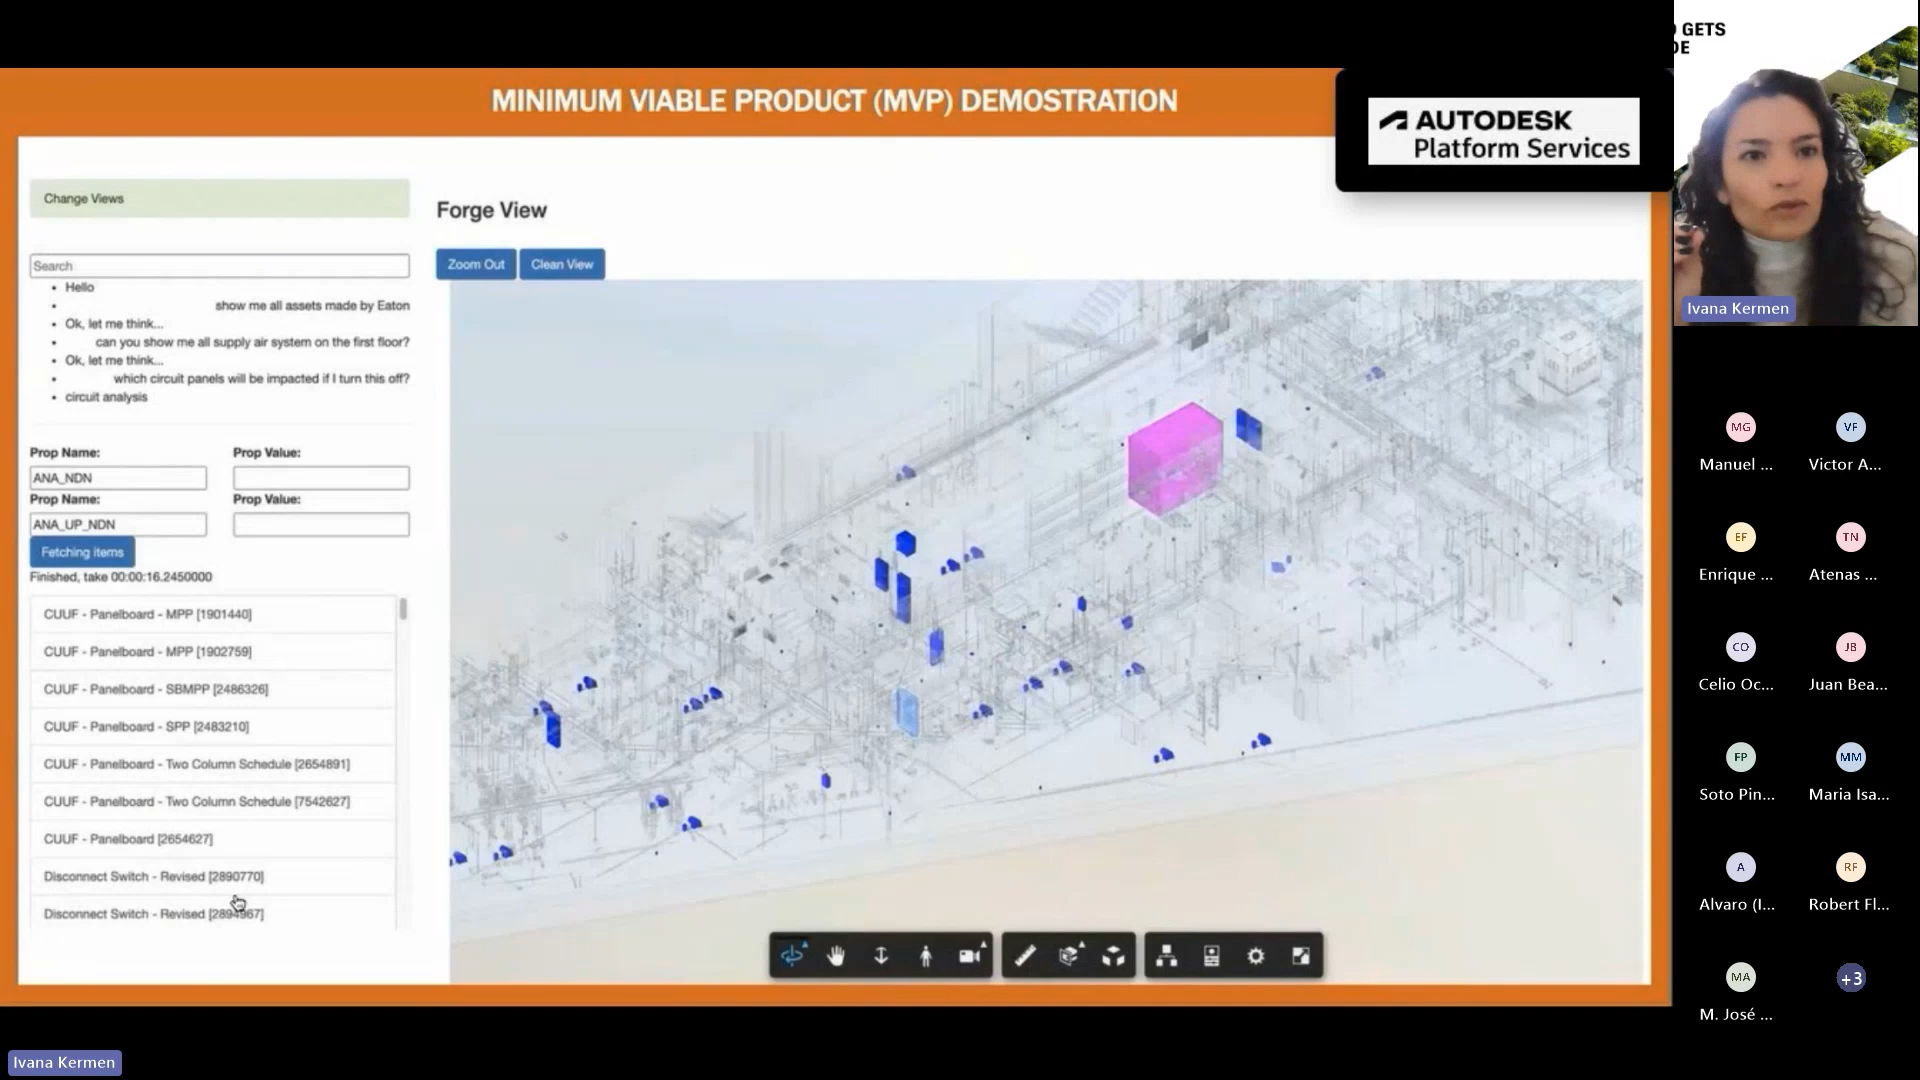 MINIMUM VIABLE PRODUCT (MVP) DEMOSTRATION
AUTODESK
Platform Services
GETS
DE
Ivana Kermen
Change Views
Search
Hello
show me all assets made by Eaton
Ok, let me think...
can you show me all supply air system on the first floor?
Ok, let me think...
which circuit panels will be impacted if I turn this off?
circuit analysis
Prop Name:
Prop Value:
ANA_NDN
Prop Name:
Prop Value:
ANA_UP_NDN
Fetching items
Finished, take 00:00:16.2450000
CUUF - Panelboard - MPP [1901440]
CUUF - Panelboard - MPP [1902759]
CUUF - Panelboard - SBMPP [2486326]
CUUF - Panelboard - SPP [2483210]
CUUF - Panelboard - Two Column Schedule [2654891]
CUUF - Panelboard - Two Column Schedule [7542627]
CUUF - Panelboard [2654627]
Disconnect Switch - Revised [2890770]
Disconnect Switch - Revised [2894967]
Forge View
Zoom Out
Clean View
FRONT
MG
Manuel ...
VF
Victor A...
EF
Enrique ...
TN
Atenas ...
CO
Celio Oc...
JB
Juan Bea...
FP
Soto Pin...
MM
Maria Isa...
A
Alvaro (I...
RF
Robert Fl...
MA
M. José ...
+3
Ivana Kermen